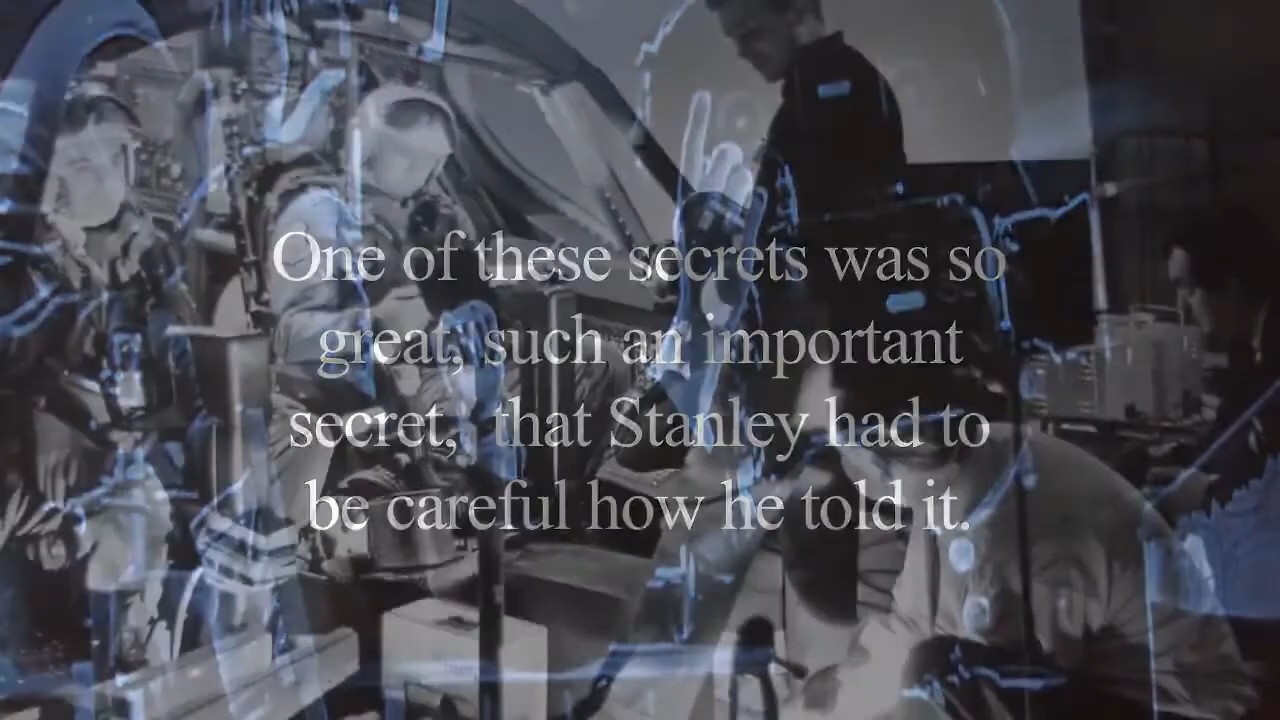 One of these secrets was so
great, such an important
secret, that Stanley had to
be careful how he told it.